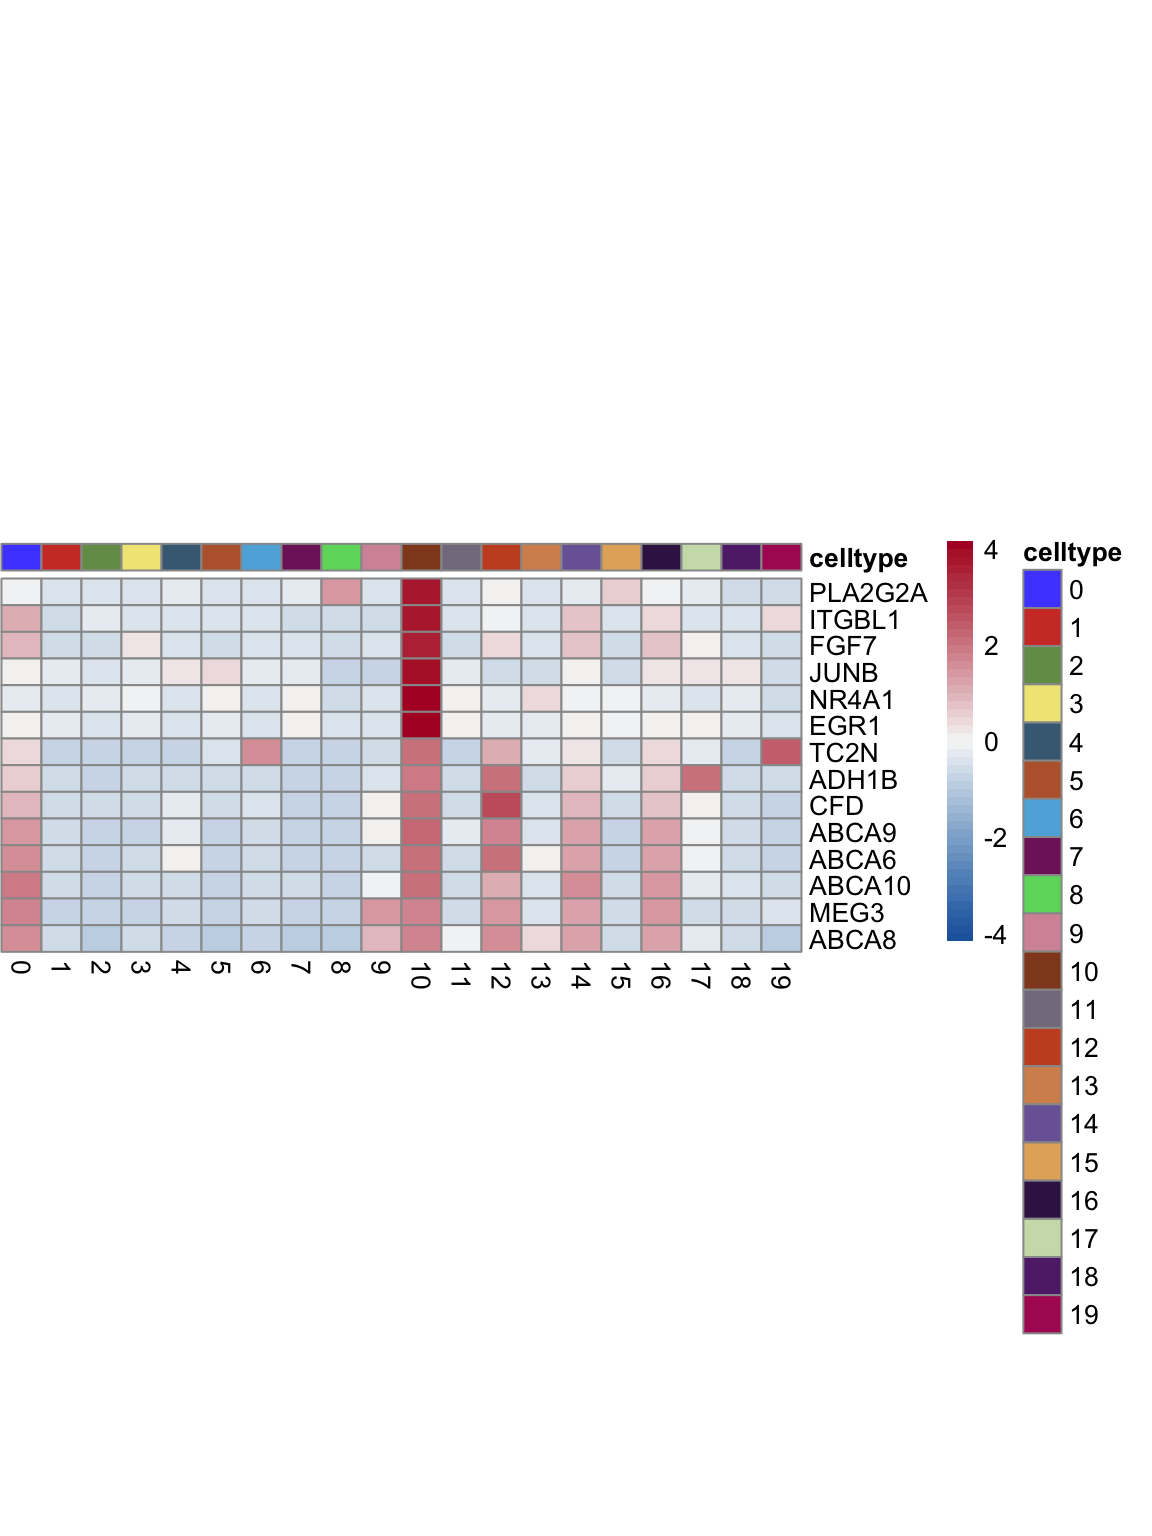 celltype
PLA2G2A
ITGBL1
FGF7
JUNB
NR4A1
EGR1
TC2N
ADH1B
CFD
ABCA9
ABCA6
ABCA10
MEG3
ABCA8
0 1 2 3 4 5 6 7 8 9 10 11 12 13 14 15 16 17 18 19
4
2
0
-2
-4
celltype
0
1
2
3
4
5
6
7
8
9
10
11
12
13
14
15
16
17
18
19